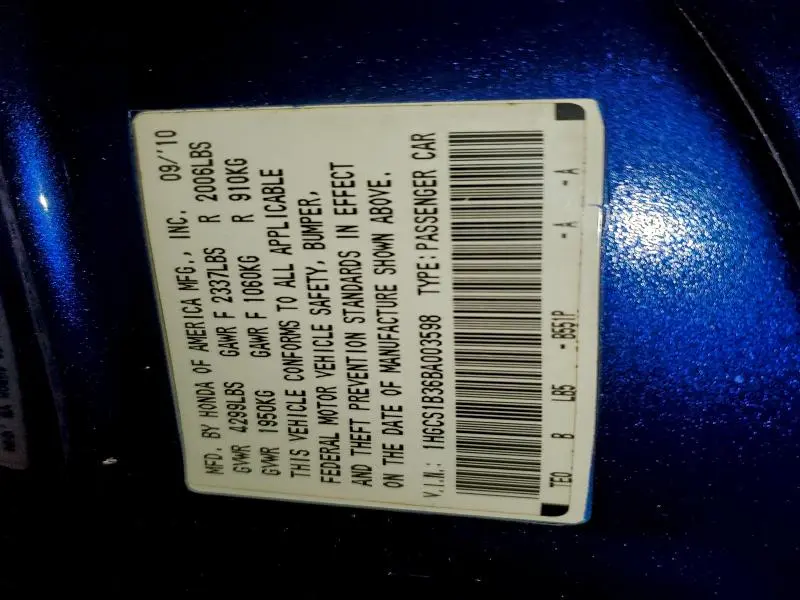 MFD. BY HONDA OF AMERICA MFG., INC. 09/'10
GVWR 4299LBS GAWR F 2337LBS R 2006LBS
GVWR 1950KG GAWR F 1060KG R 910KG
THIS VEHICLE CONFORMS TO ALL APPLICABLE
FEDERAL MOTOR VEHICLE SAFETY, BUMPER,
AND THEFT PREVENTION STANDARDS IN EFFECT
ON THE DATE OF MANUFACTURE SHOWN ABOVE.
V.I.N.: 1HGCS1B36BA003598 TYPE: PASSENGER CAR
TE0 B LB5 - B551P - A - A